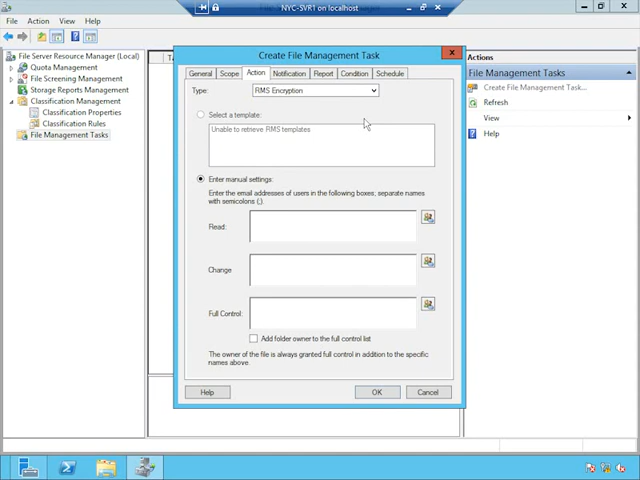 NYC-SVR1 on localhost
File Action View Help
File Server Resource Manager (Local)
Quota Management
File Screening Management
Storage Reports Management
Classification Management
Classification Properties
Classification Rules
File Management Tasks
Create File Management Task
General Scope Action Notification Report Condition Schedule
Type: RMS Encryption
Select a template:
Unable to retrieve RMS templates
Enter manual settings:
Enter the email addresses of users in the following boxes; separate names
with semicolons (;).
Read:
Change
Full Control:
Add folder owner to the full control list
The owner of the file is always granted full control in addition to the specific
names above.
Help OK Cancel
Actions
File Management Tasks
Create File Management Task...
Refresh
View
Help